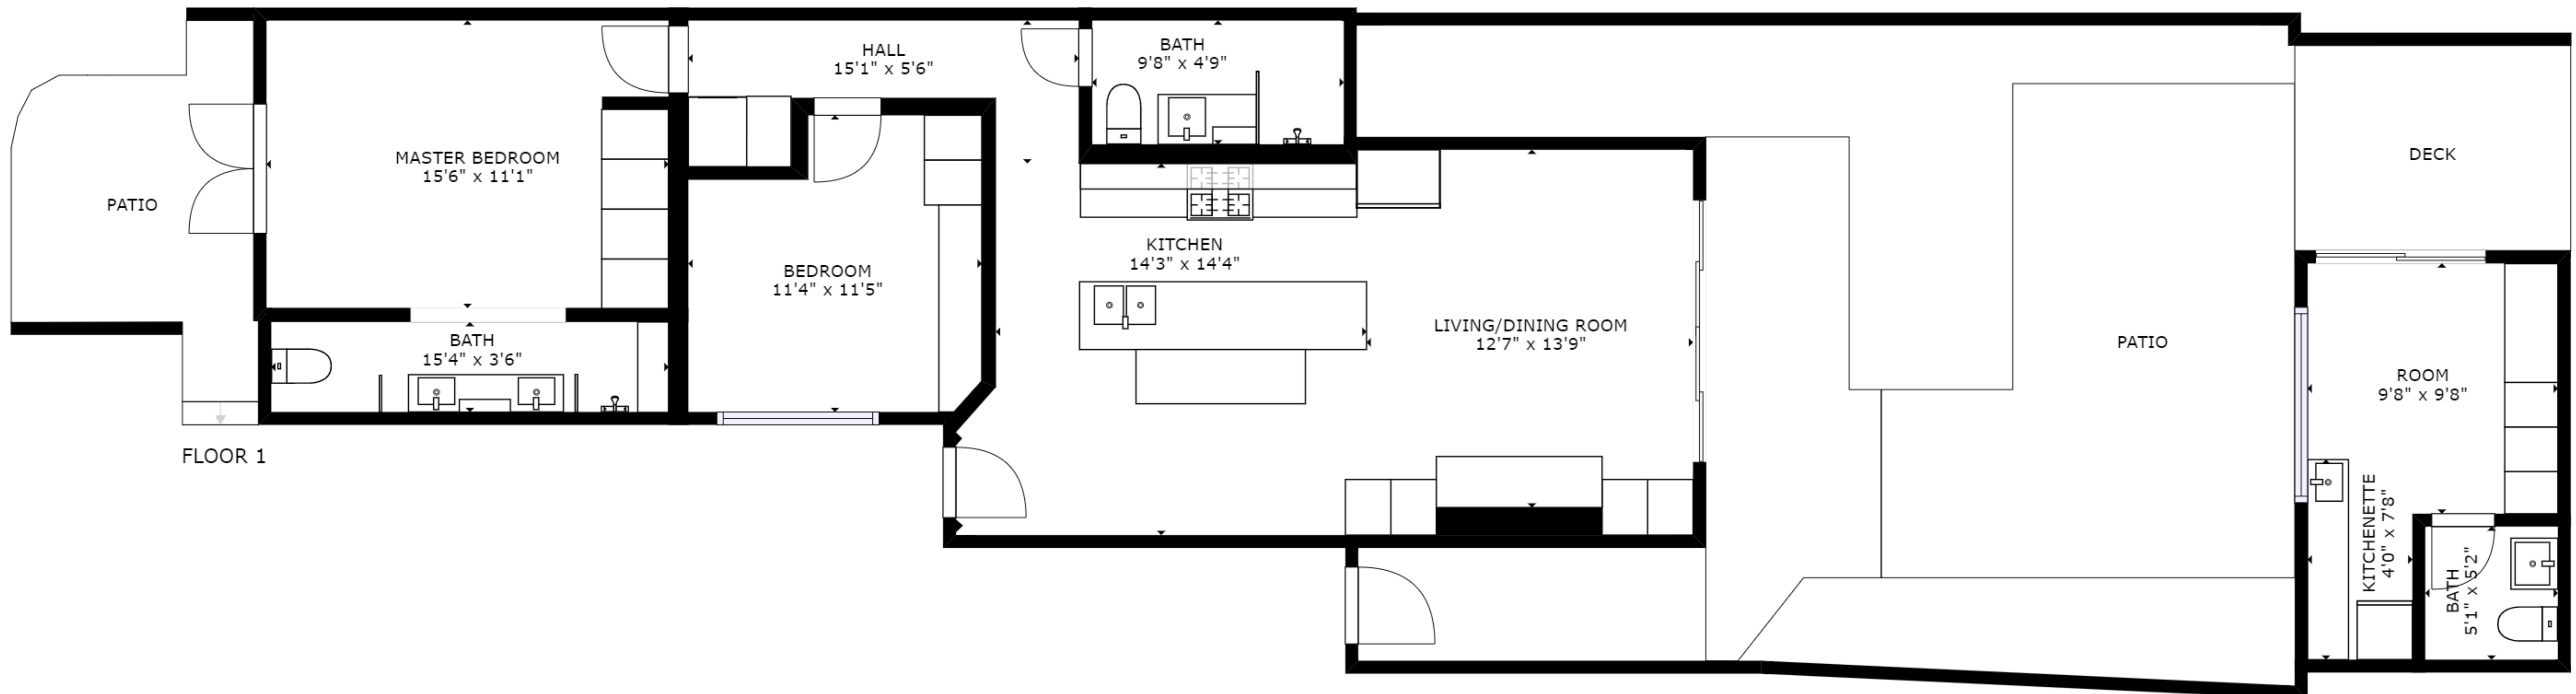 HALL
15'1" x 5'6"
BATH
9'8" x 4'9"
MASTER BEDROOM
15'6" x 11'1"
DECK
PATIO
KITCHEN
14'3" x 14'4"
BEDROOM
11'4" x 11'5"
LIVING/DINING ROOM
12'7" x 13'9"
PATIO
BATH
15'4" x 3'6"
ROOM
9'8" x 9'8"
FLOOR 1
KITCHENETTE
4'0" x 7'8"
BATH
5'1" x 5'2"